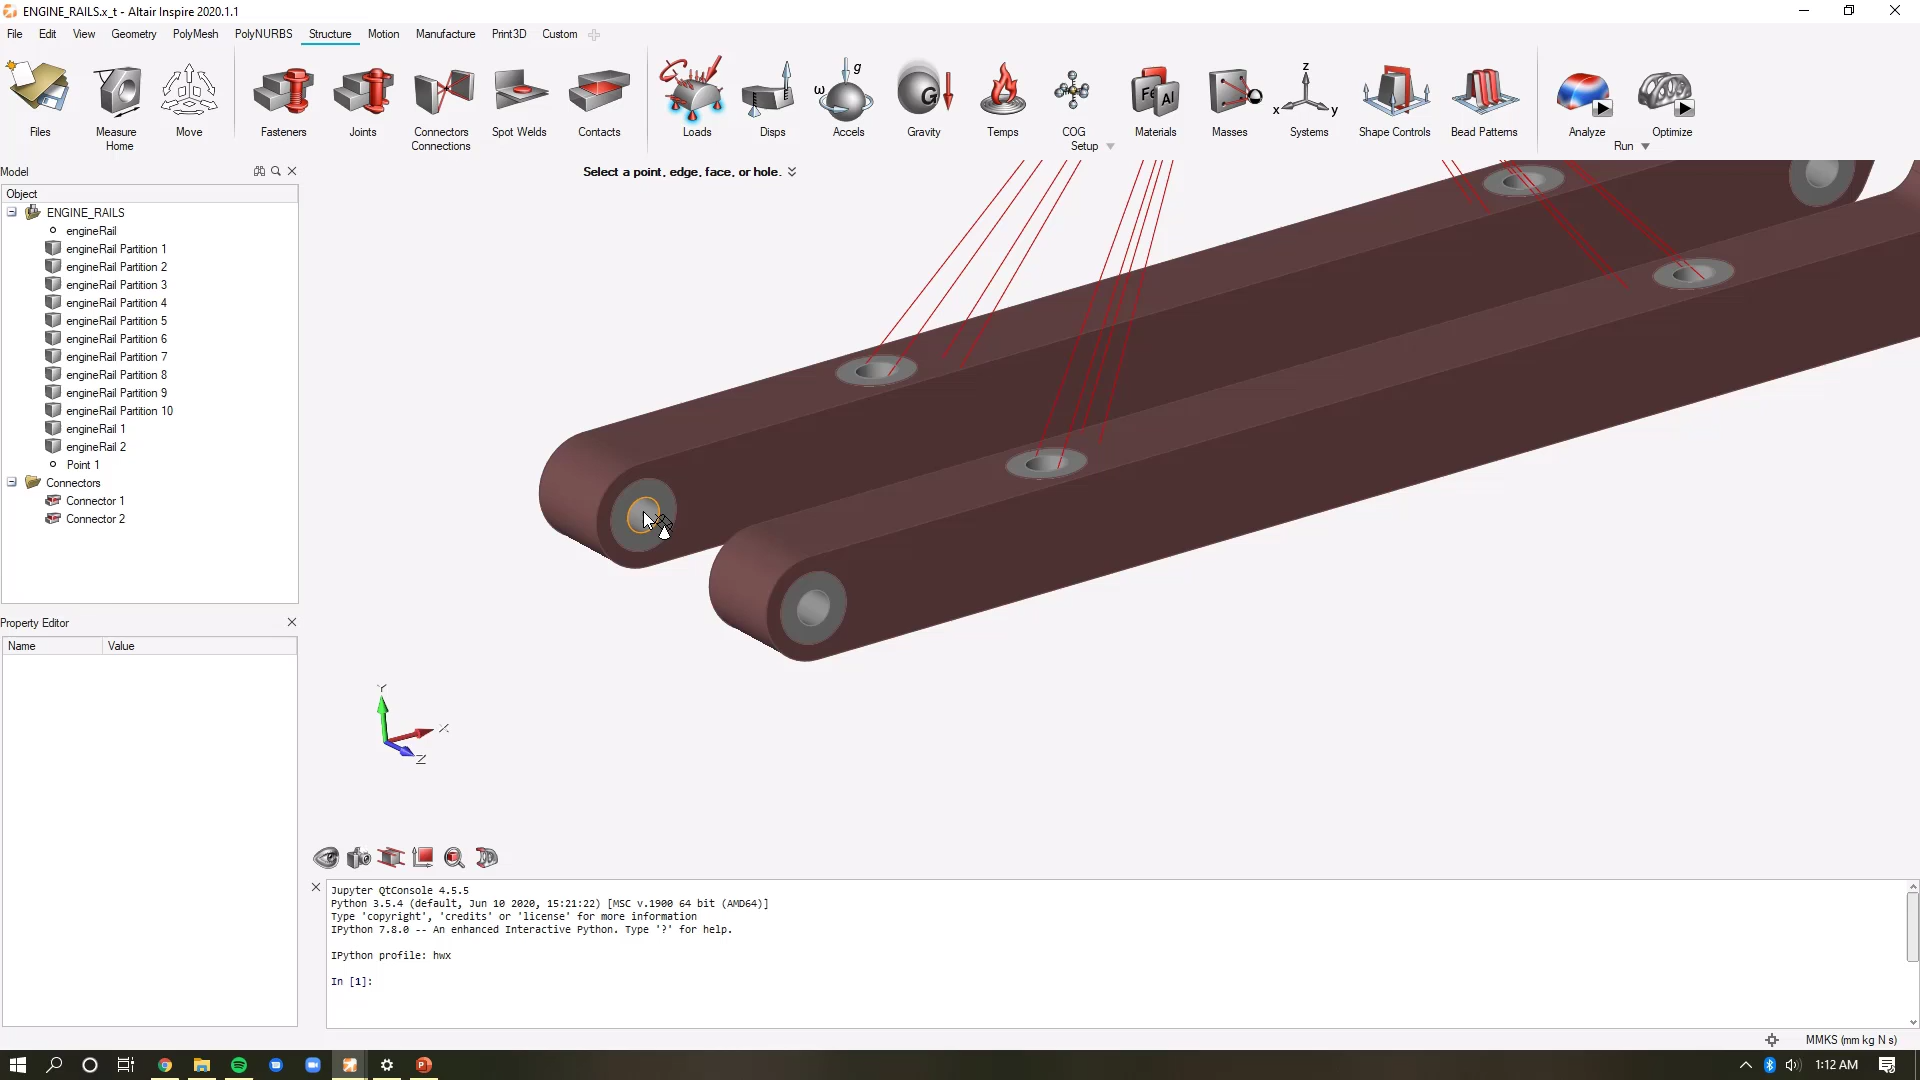 ENGINE_RAILS.x_t - Altair Inspire 2020.1.1
File Edit View Geometry PolyMesh PolyNURBS Structure Motion Manufacture Print3D Custom
Files Measure Move Fasteners Joints Connectors Spot Welds Contacts Loads Disps Accels Gravity Temps COG Materials Masses Systems Shape Controls Bead Patterns Analyze Optimize
Home Connections Setup Run
g
ω
G
Fe
Al
z
x
y
Model
Select a point, edge, face, or hole.
Object
ENGINE_RAILS
engineRail
engineRail Partition 1
engineRail Partition 2
engineRail Partition 3
engineRail Partition 4
engineRail Partition 5
engineRail Partition 6
engineRail Partition 7
engineRail Partition 8
engineRail Partition 9
engineRail Partition 10
engineRail 1
engineRail 2
Point 1
Connectors
Connector 1
Connector 2
Property Editor
Name Value
Y
X
Z
Jupyter QtConsole 4.5.5
Python 3.5.4 (default, Jun 10 2020, 15:21:22) [MSC v.1900 64 bit (AMD64)]
Type 'copyright', 'credits' or 'license' for more information
IPython 7.8.0 -- An enhanced Interactive Python. Type '?' for help.
IPython profile: hwx
In [1]:
MMKS (mm kg N s)
1:12 AM